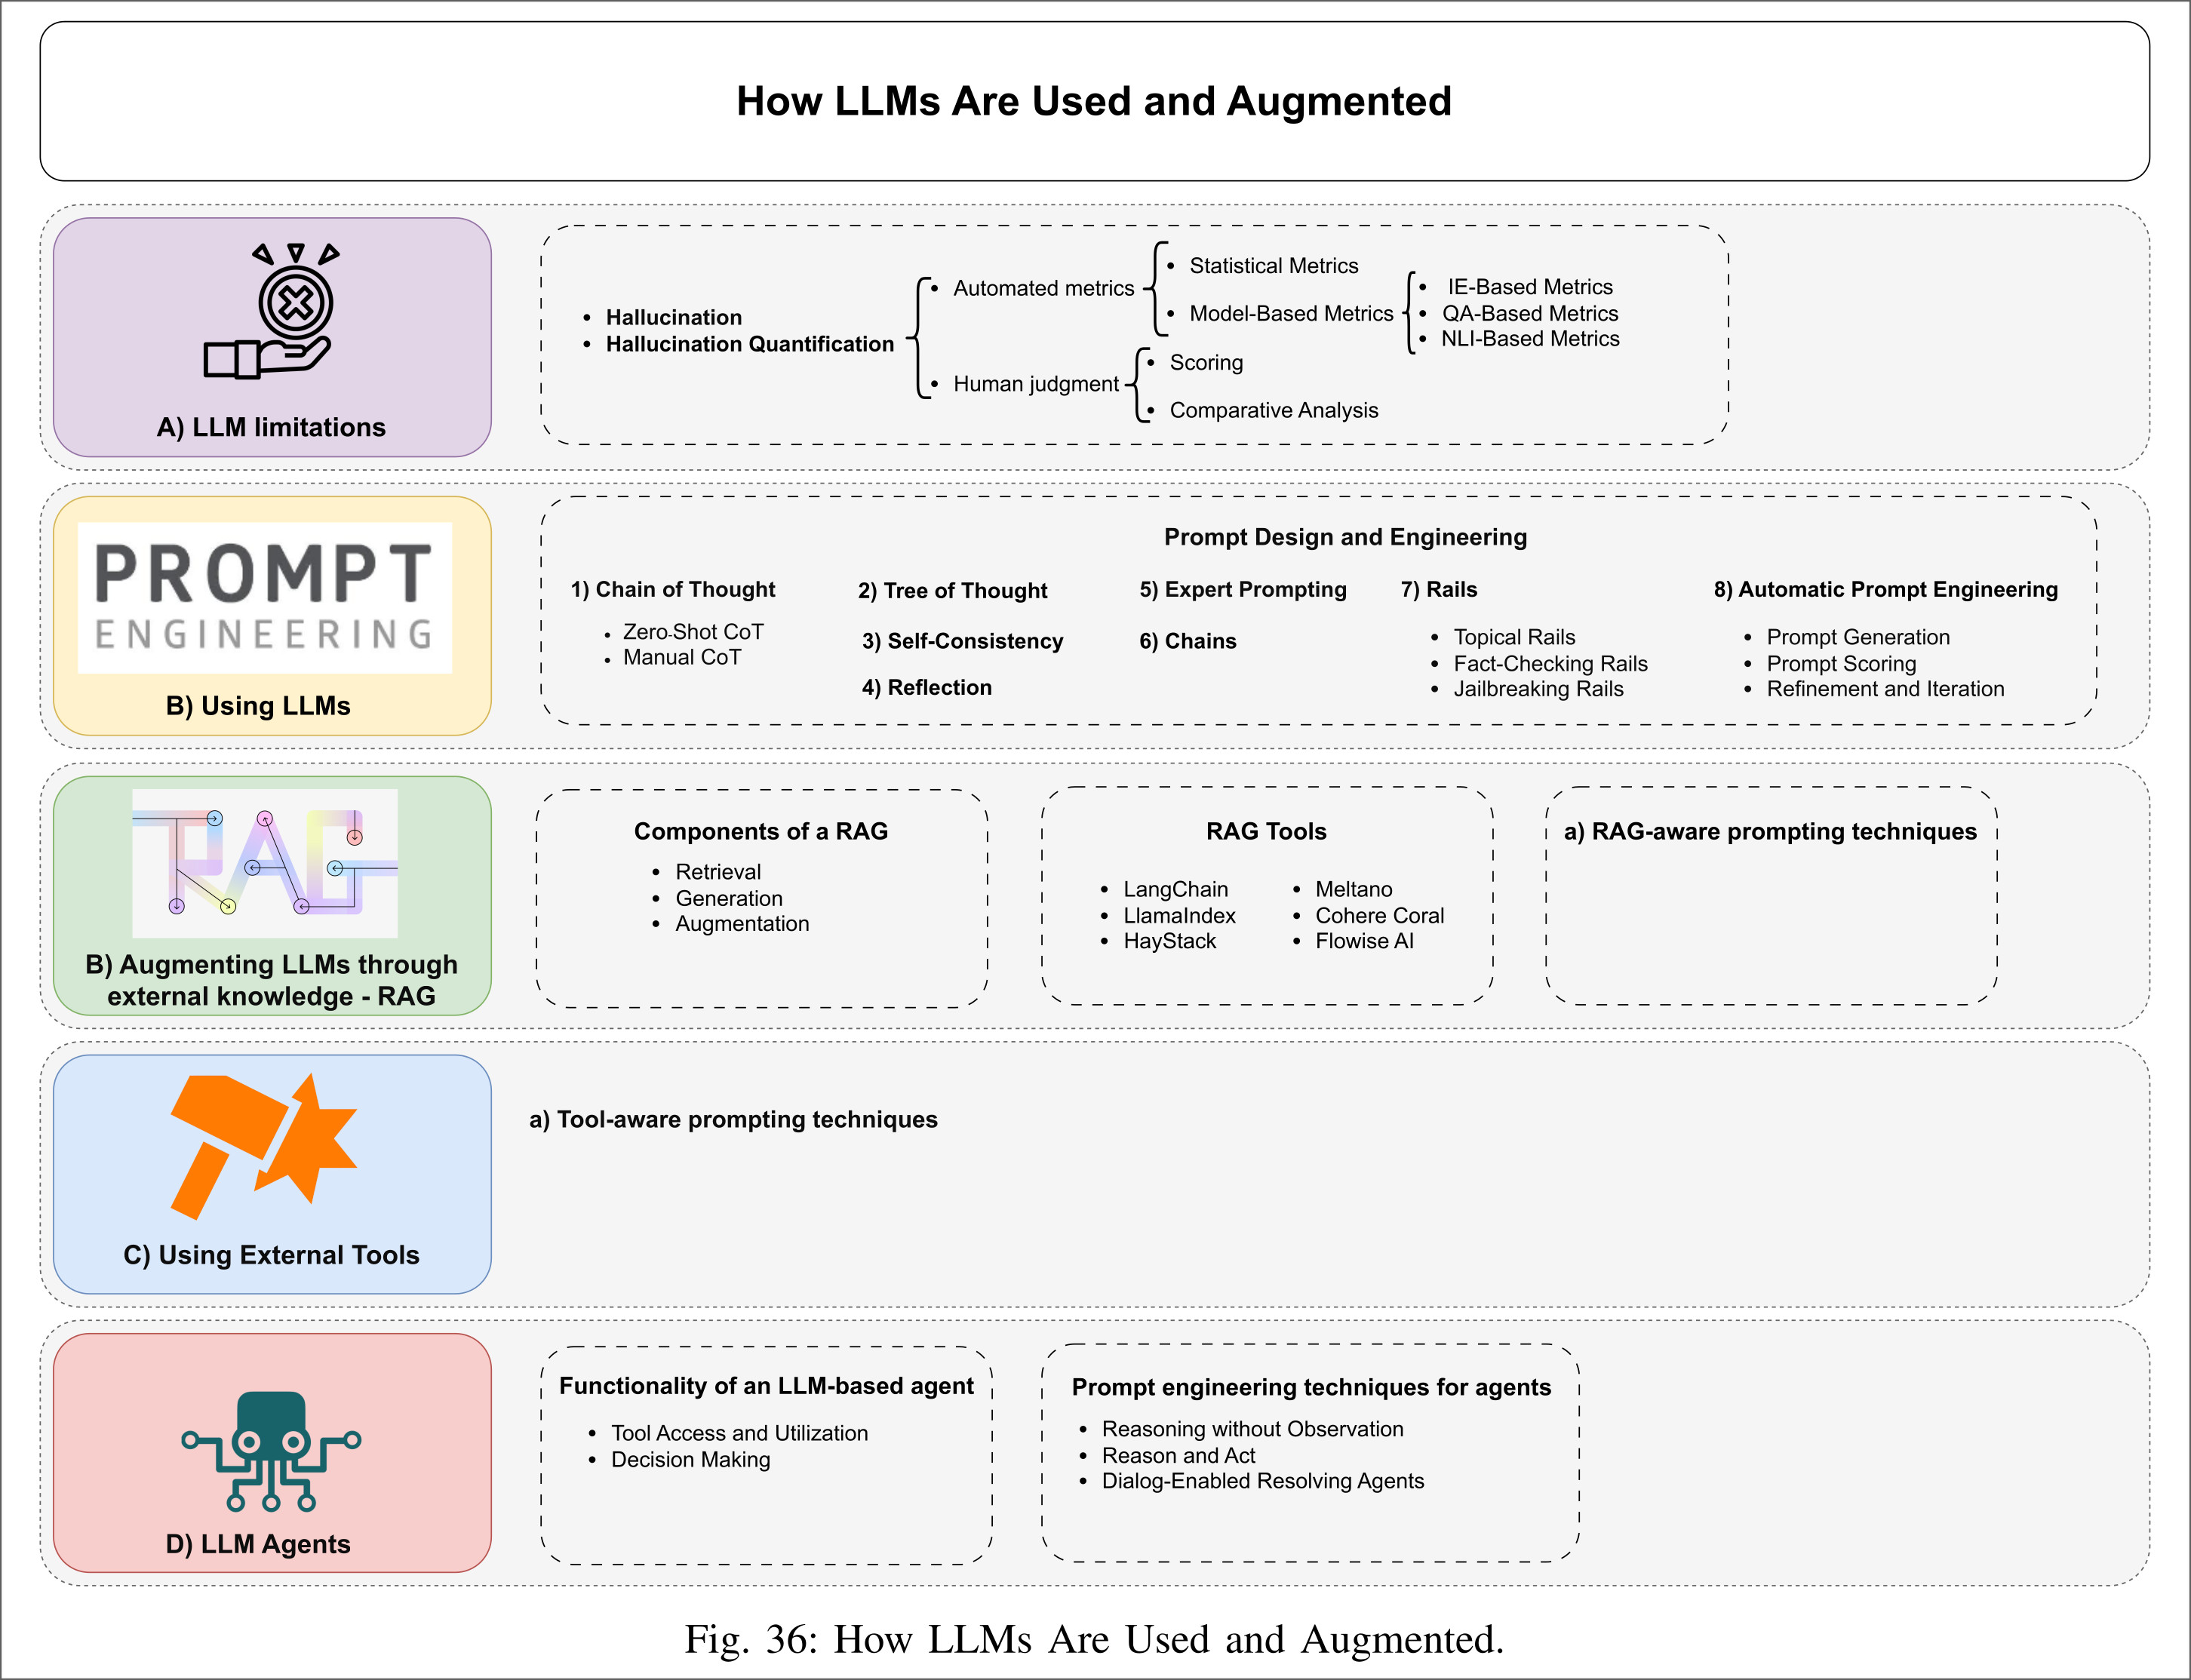 How LLMs Are Used and Augmented
A) LLM limitations
• Hallucination
• Hallucination Quantification
• Automated metrics
• Statistical Metrics
• Model-Based Metrics
• IE-Based Metrics
• QA-Based Metrics
• NLI-Based Metrics
• Human judgment
• Scoring
• Comparative Analysis
PROMPT
ENGINEERING
B) Using LLMs
Prompt Design and Engineering
1) Chain of Thought
• Zero-Shot CoT
• Manual CoT
2) Tree of Thought
3) Self-Consistency
4) Reflection
5) Expert Prompting
6) Chains
7) Rails
• Topical Rails
• Fact-Checking Rails
• Jailbreaking Rails
8) Automatic Prompt Engineering
• Prompt Generation
• Prompt Scoring
• Refinement and Iteration
RAG
B) Augmenting LLMs through
external knowledge - RAG
Components of a RAG
• Retrieval
• Generation
• Augmentation
RAG Tools
• LangChain
• LlamaIndex
• HayStack
• Meltano
• Cohere Coral
• Flowise AI
a) RAG-aware prompting techniques
C) Using External Tools
a) Tool-aware prompting techniques
D) LLM Agents
Functionality of an LLM-based agent
• Tool Access and Utilization
• Decision Making
Prompt engineering techniques for agents
• Reasoning without Observation
• Reason and Act
• Dialog-Enabled Resolving Agents
Fig. 36: How LLMs Are Used and Augmented.